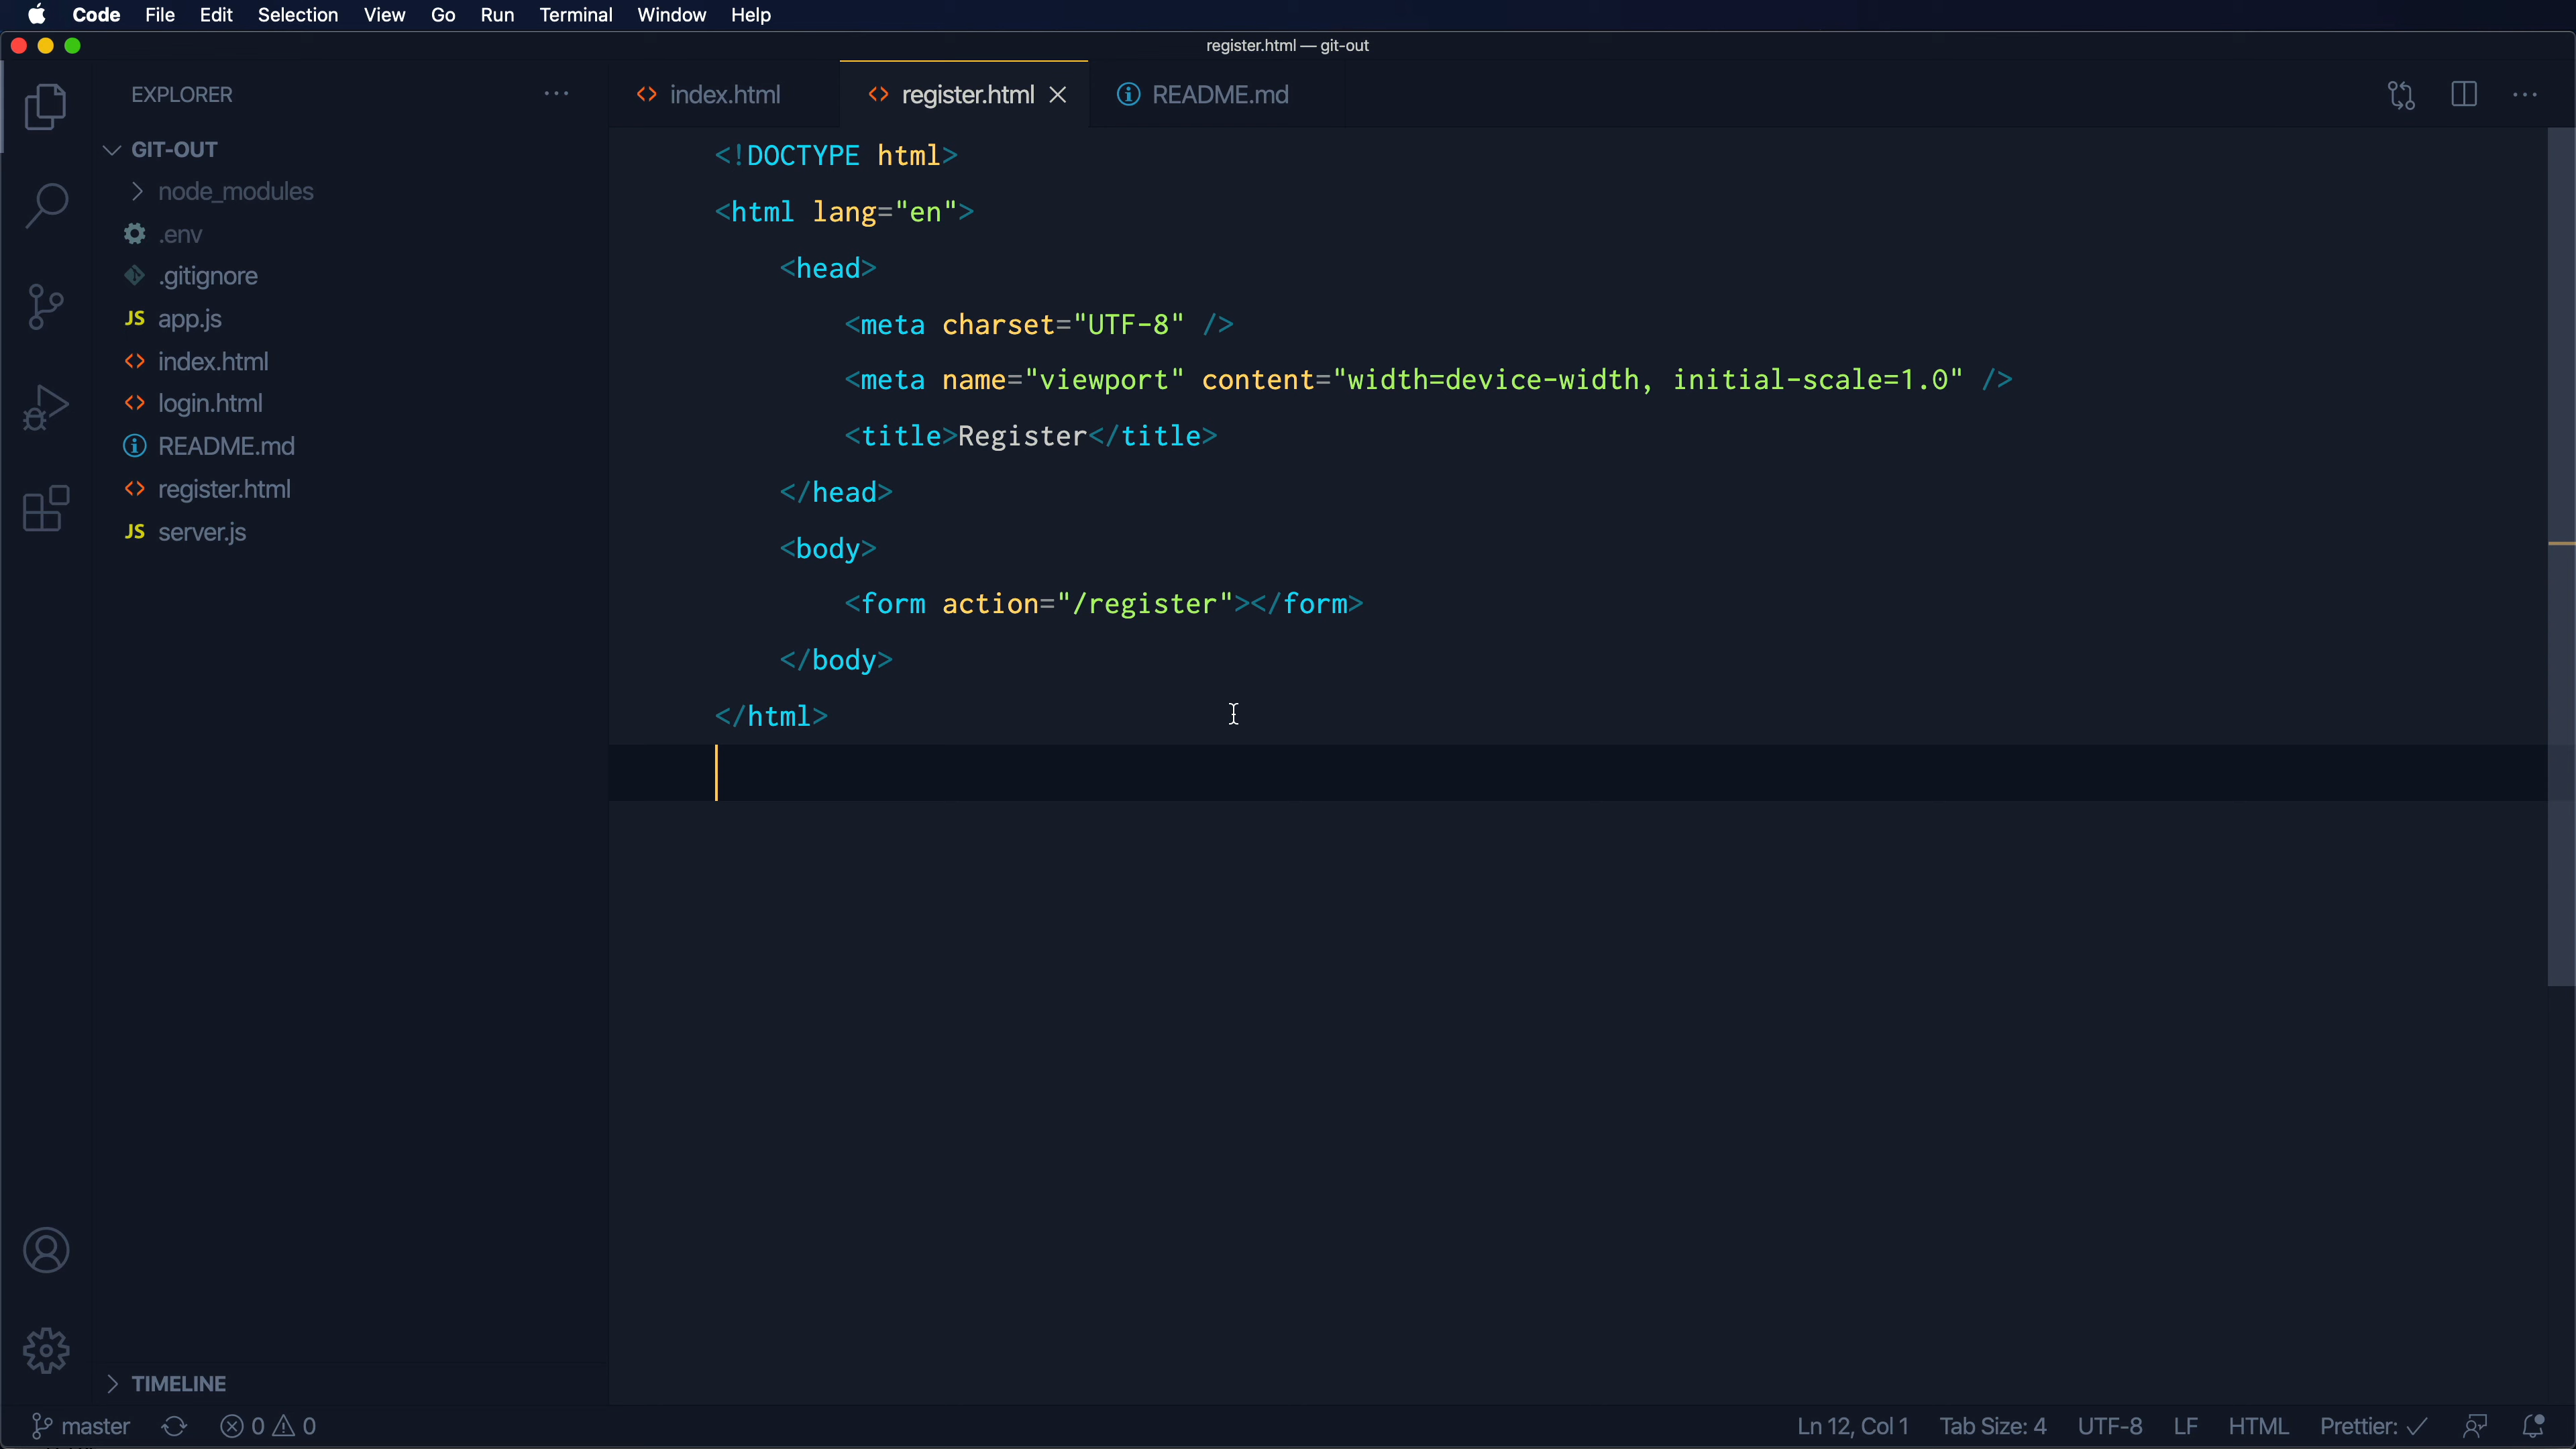 Code File Edit Selection View Go Run Terminal Window Help
register.html — git-out
EXPLORER
GIT-OUT
node_modules
.env
.gitignore
JS app.js
index.html
login.html
README.md
register.html
JS server.js
TIMELINE
index.html register.html README.md
<!DOCTYPE html>
<html lang="en">
<head>
<meta charset="UTF-8" />
<meta name="viewport" content="width=device-width, initial-scale=1.0" />
<title>Register</title>
</head>
<body>
<form action="/register"></form>
</body>
</html>
master 0 0 Ln 12, Col 1 Tab Size: 4 UTF-8 LF HTML Prettier: ✓